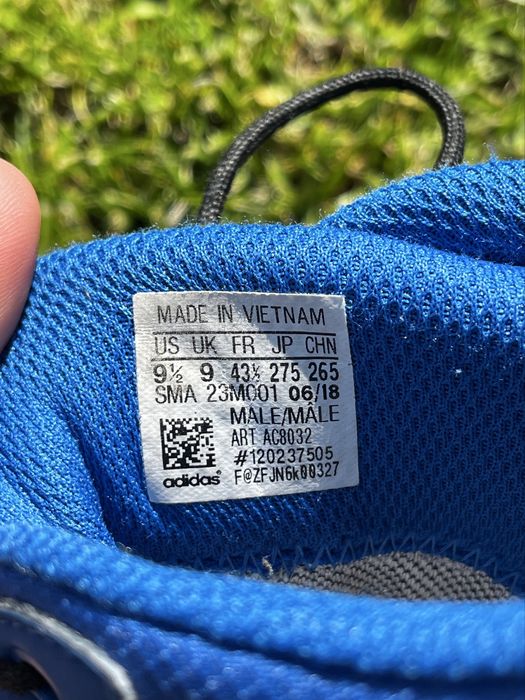 MADE IN VIETNAM
US UK FR JP CHN
9½ 9 43⅓ 275 265
SMA 23M001 06/18
MALE/MÂLE
ART AC8032
#120237505
adidas F@ZFJN6k00327